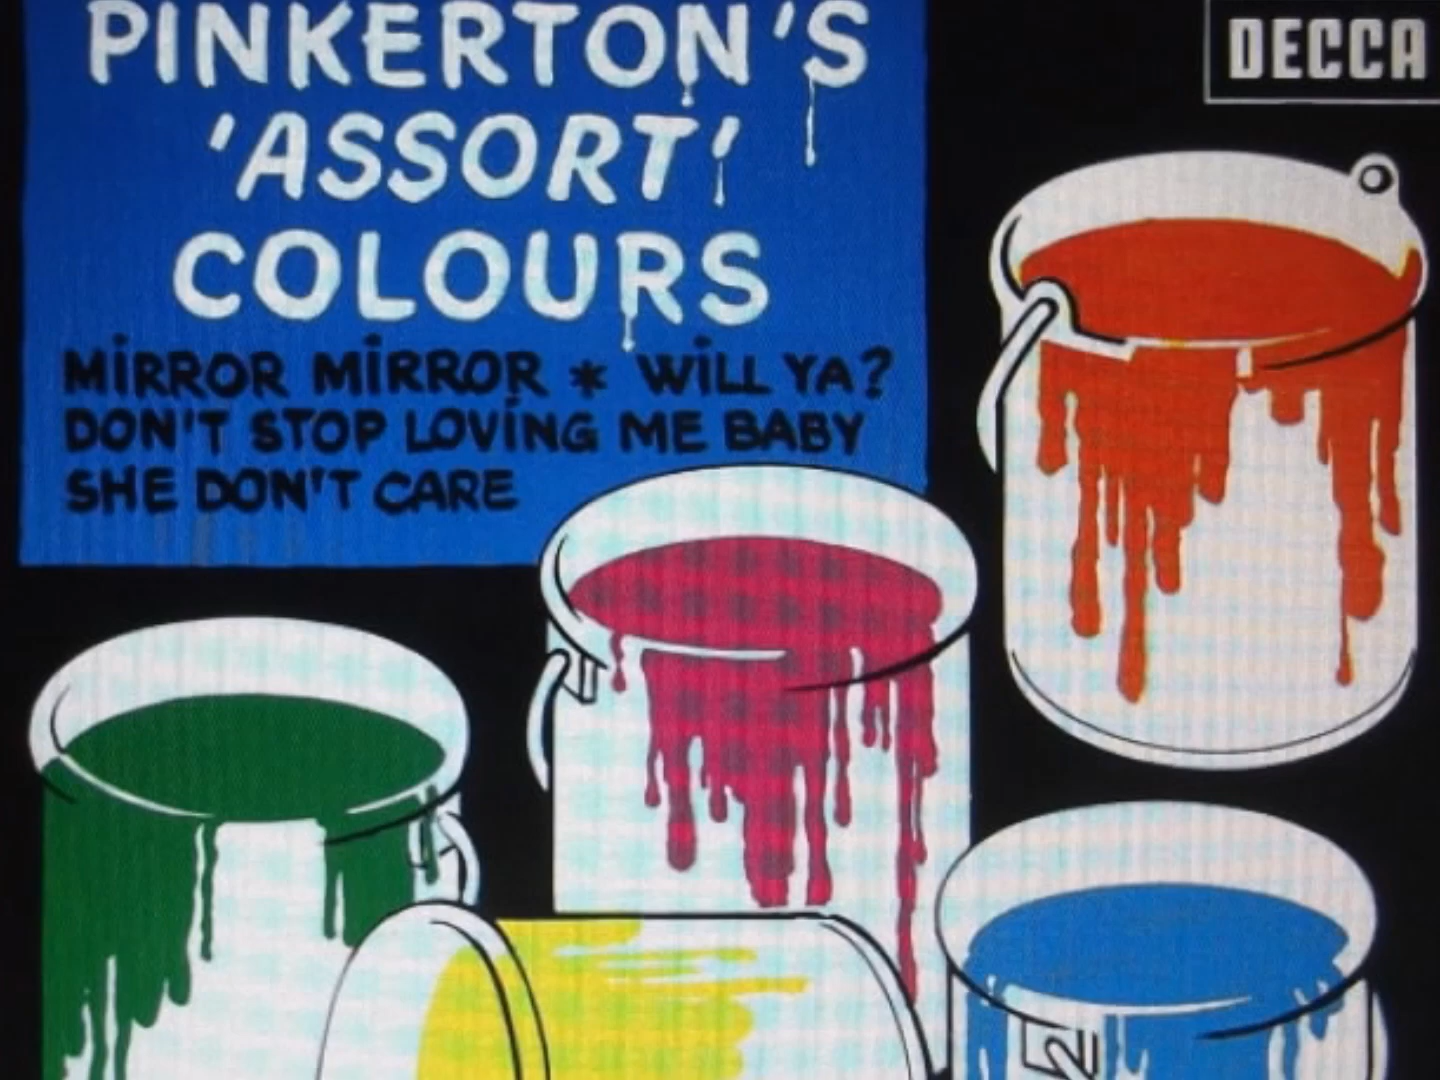 PINKERTON'S
'ASSORT'
COLOURS
DECCA
MIRROR MIRROR * WILL YA?
DON'T STOP LOVING ME BABY
SHE DON'T CARE